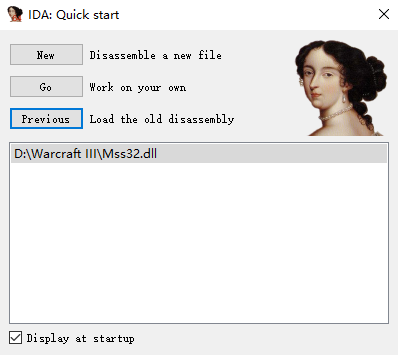 IDA: Quick start
New Disassemble a new file
Go Work on your own
Previous Load the old disassembly
D:\Warcraft III\Mss32.dll
Display at startup